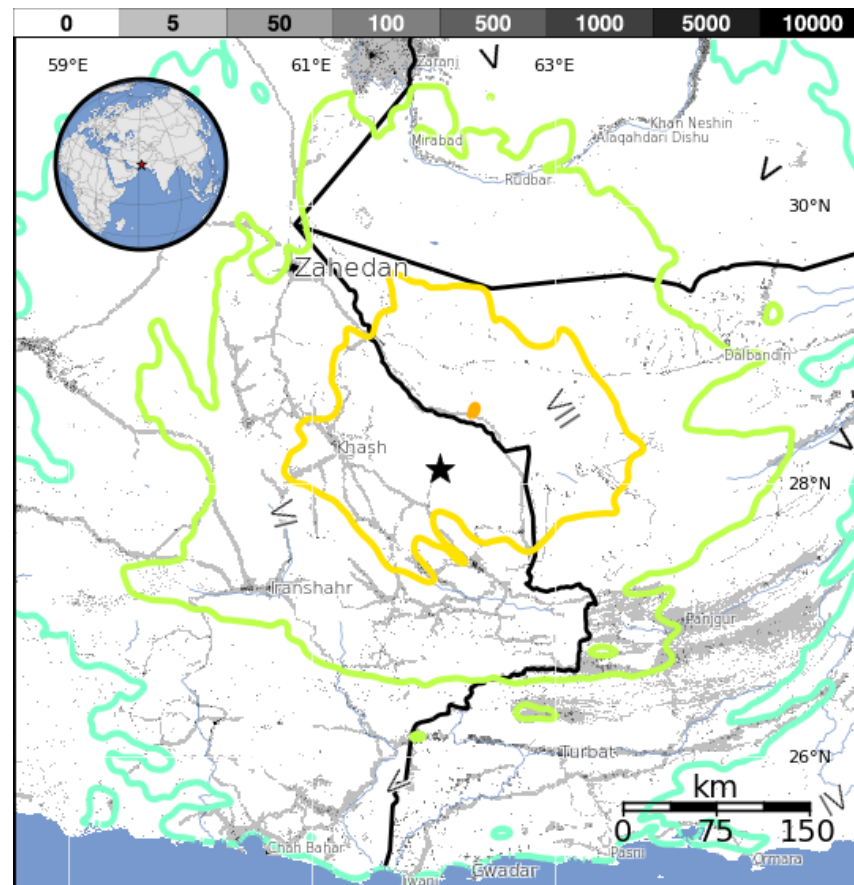 0 5 50 100 500 1000 5000 10000
59°E 61°E 63°E
Zaranj
V
Khan Neshin
Alaqahdari Dishu
Mirabad
V
Rudbar
30°N
Zahedan
Dalbandin
VII
V
Khash
28°N
VI
Iranshahr
Panjgur
Turbat
26°N
km
V
IV
0 75 150
Chah Bahar
Pasni
Ormara
Gwadar
Jiwani